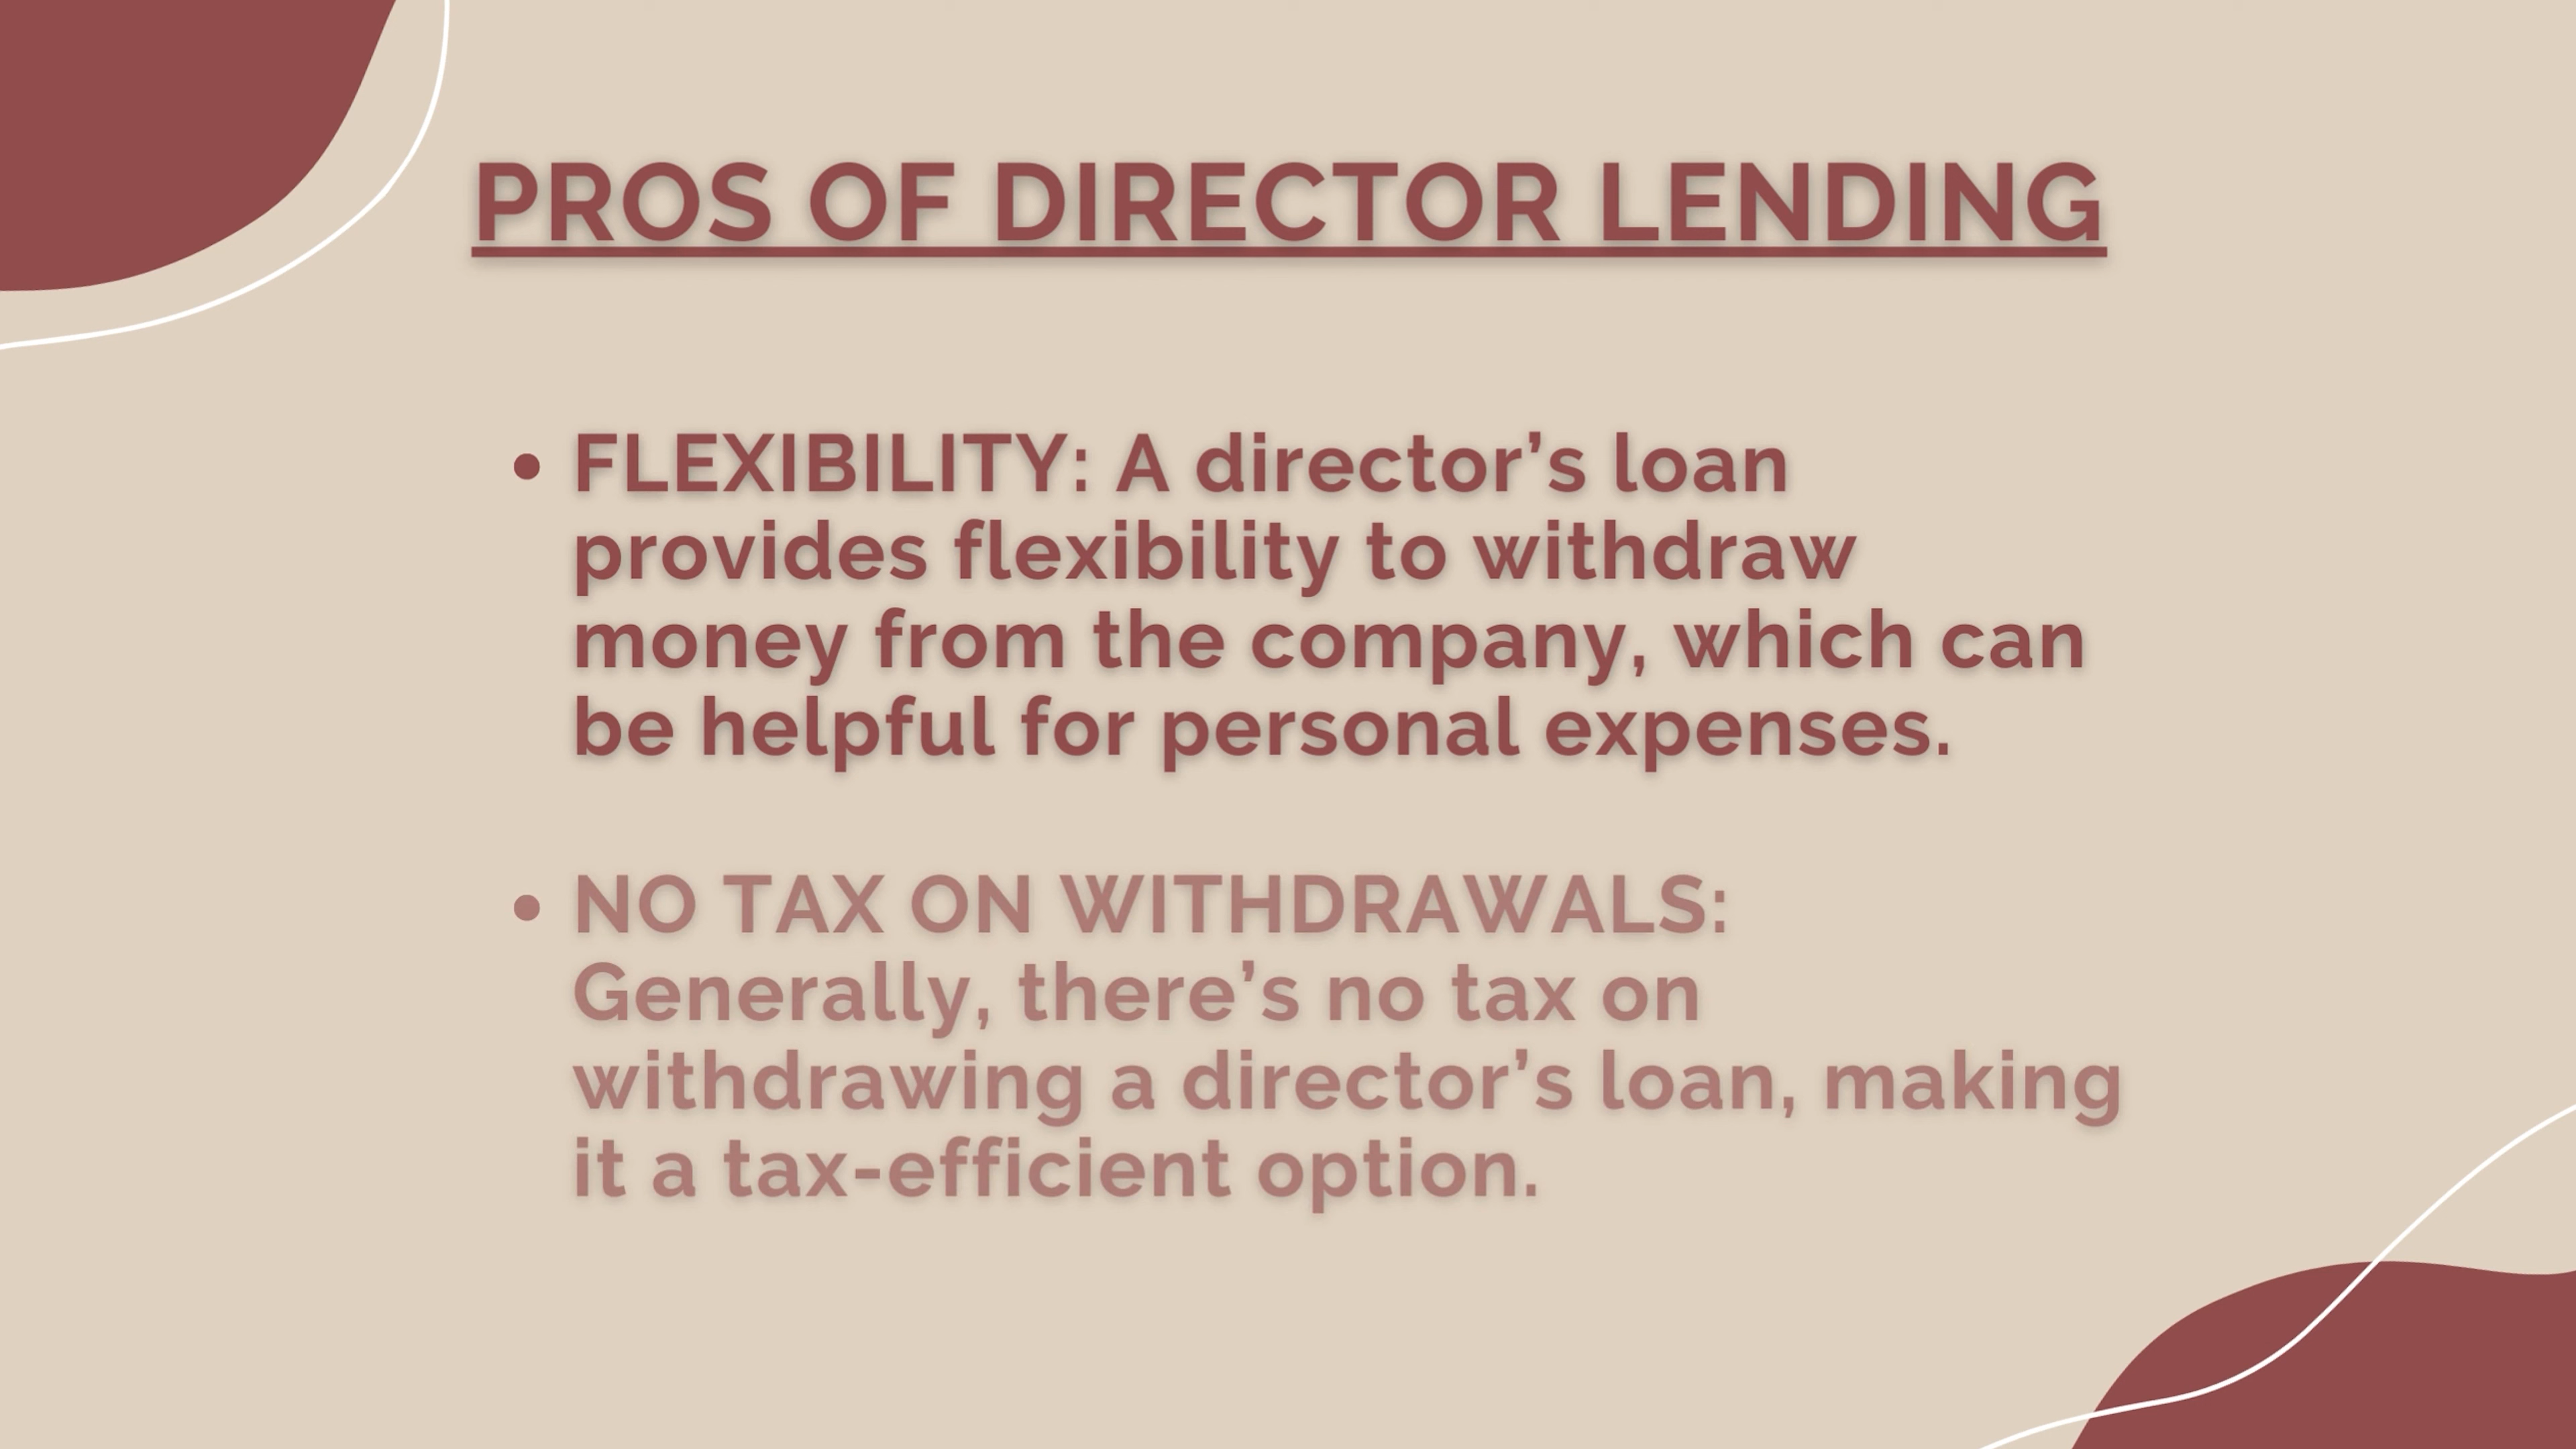 PROS OF DIRECTOR LENDING
• FLEXIBILITY: A director’s loan
provides flexibility to withdraw
money from the company, which can
be helpful for personal expenses.
• NO TAX ON WITHDRAWALS:
Generally, there’s no tax on
withdrawing a director’s loan, making
it a tax-efficient option.